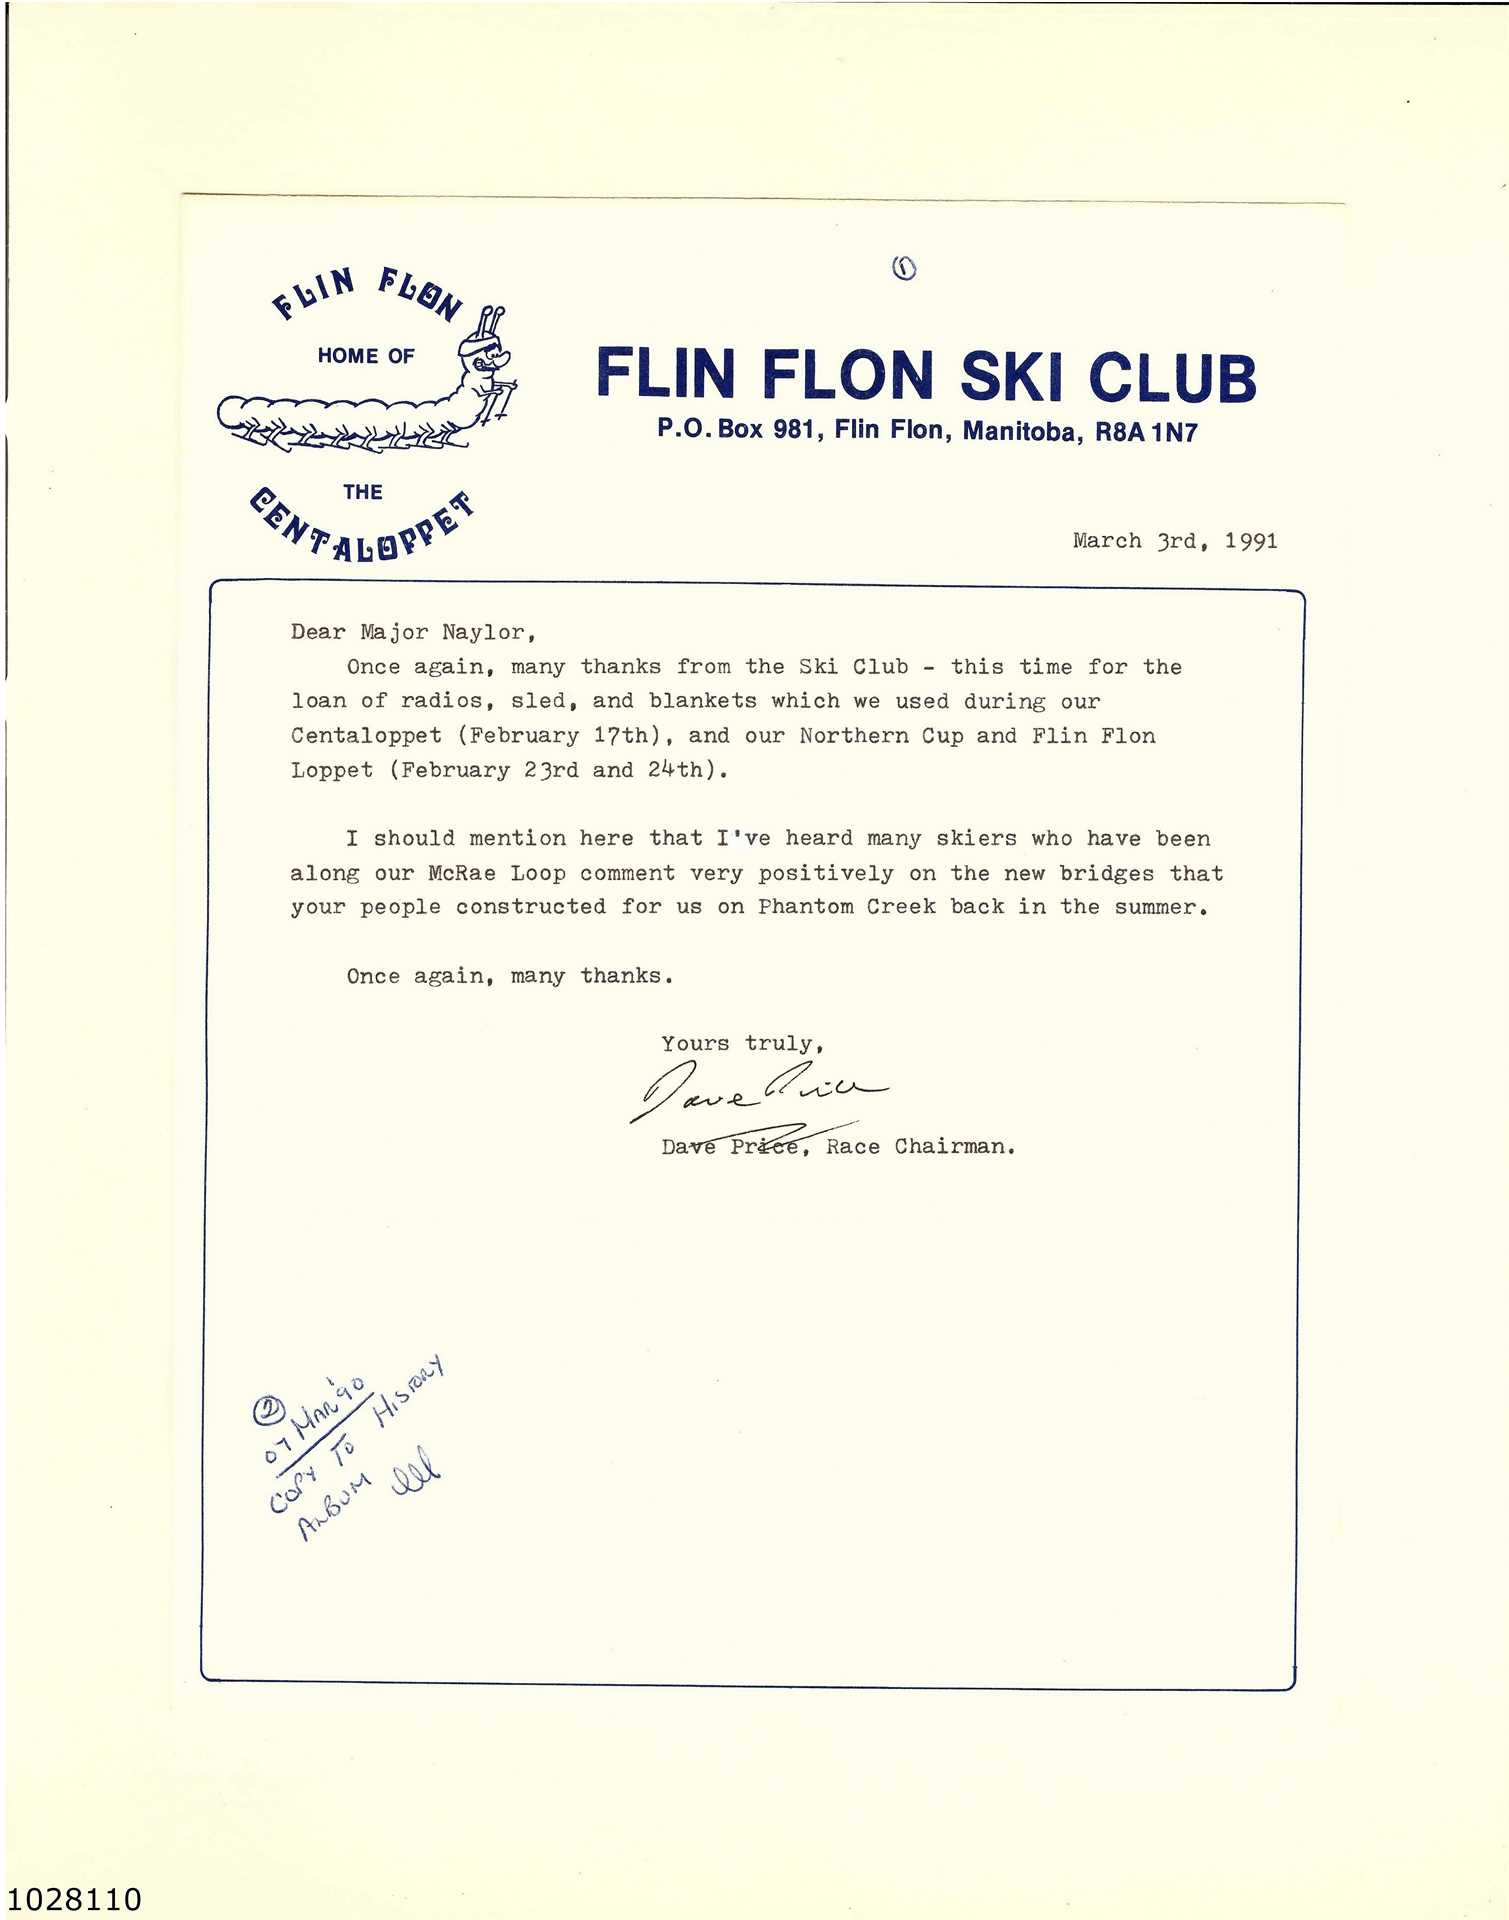 ①
FLIN FLON
HOME OF
THE
CENTALOPPET
FLIN FLON SKI CLUB
P.O. Box 981, Flin Flon, Manitoba, R8A 1N7
March 3rd, 1991
Dear Major Naylor,
Once again, many thanks from the Ski Club - this time for the
loan of radios, sled, and blankets which we used during our
Centaloppet (February 17th), and our Northern Cup and Flin Flon
Loppet (February 23rd and 24th).
I should mention here that I've heard many skiers who have been
along our McRae Loop comment very positively on the new bridges that
your people constructed for us on Phantom Creek back in the summer.
Once again, many thanks.
Yours truly,
Dave Price
Dave Price, Race Chairman.
②
07 MAR '90
COPY TO HISTORY
ALBUM
1028110